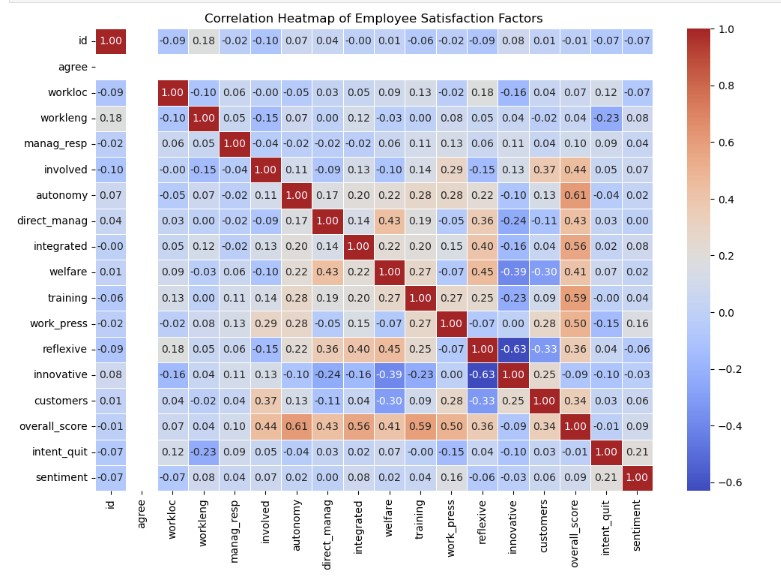 Correlation Heatmap of Employee Satisfaction Factors
id 1.00 -0.09 0.18 -0.02 -0.10 0.07 0.04 -0.00 0.01 -0.06 -0.02 -0.09 0.08 0.01 -0.01 -0.07 -0.07
agree
workloc -0.09 1.00 -0.10 0.06 -0.00 -0.05 0.03 0.05 0.09 0.13 -0.02 0.18 -0.16 0.04 0.07 0.12 -0.07
workleng 0.18 -0.10 1.00 0.05 -0.15 0.07 0.00 0.12 -0.03 0.00 0.08 0.05 0.04 -0.02 0.04 -0.23 0.08
manag_resp -0.02 0.06 0.05 1.00 -0.04 -0.02 -0.02 -0.02 0.06 0.11 0.13 0.06 0.11 0.04 0.10 0.09 0.04
involved -0.10 -0.00 -0.15 -0.04 1.00 0.11 -0.09 0.13 -0.10 0.14 0.29 -0.15 0.13 0.37 0.44 0.05 0.07
autonomy 0.07 -0.05 0.07 -0.02 0.11 1.00 0.17 0.20 0.22 0.28 0.28 0.22 -0.10 0.13 0.61 -0.04 0.02
direct_manag 0.04 0.03 0.00 -0.02 -0.09 0.17 1.00 0.14 0.43 0.19 -0.05 0.36 -0.24 -0.11 0.43 0.03 0.00
integrated -0.00 0.05 0.12 -0.02 0.13 0.20 0.14 1.00 0.22 0.20 0.15 0.40 -0.16 0.04 0.56 0.02 0.08
welfare 0.01 0.09 -0.03 0.06 -0.10 0.22 0.43 0.22 1.00 0.27 -0.07 0.45 -0.39 -0.30 0.41 0.07 0.02
training -0.06 0.13 0.00 0.11 0.14 0.28 0.19 0.20 0.27 1.00 0.27 0.25 -0.23 0.09 0.59 -0.00 0.04
work_press -0.02 -0.02 0.08 0.13 0.29 0.28 -0.05 0.15 -0.07 0.27 1.00 -0.07 0.00 0.28 0.50 -0.15 0.16
reflexive -0.09 0.18 0.05 0.06 -0.15 0.22 0.36 0.40 0.45 0.25 -0.07 1.00 -0.63 -0.33 0.36 0.04 -0.06
innovative 0.08 -0.16 0.04 0.11 0.13 -0.10 -0.24 -0.16 -0.39 -0.23 0.00 -0.63 1.00 0.25 -0.09 -0.10 -0.03
customers 0.01 0.04 -0.02 0.04 0.37 0.13 -0.11 0.04 -0.30 0.09 0.28 -0.33 0.25 1.00 0.34 0.03 0.06
overall_score -0.01 0.07 0.04 0.10 0.44 0.61 0.43 0.56 0.41 0.59 0.50 0.36 -0.09 0.34 1.00 -0.01 0.09
intent_quit -0.07 0.12 -0.23 0.09 0.05 -0.04 0.03 0.02 0.07 -0.00 -0.15 0.04 -0.10 0.03 -0.01 1.00 0.21
sentiment -0.07 -0.07 0.08 0.04 0.07 0.02 0.00 0.08 0.02 0.04 0.16 -0.06 -0.03 0.06 0.09 0.21 1.00
id
agree
workloc
workleng
manag_resp
involved
autonomy
direct_manag
integrated
welfare
training
work_press
reflexive
innovative
customers
overall_score
intent_quit
sentiment
1.0
0.8
0.6
0.4
0.2
0.0
−0.2
−0.4
−0.6